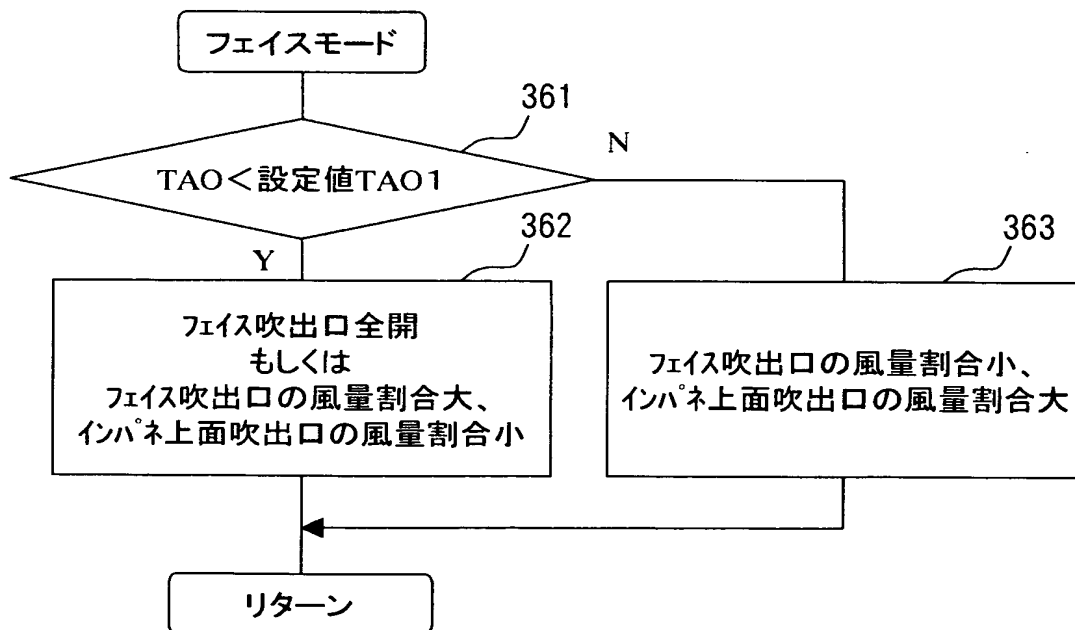 フェイスモード
361
N
TAO<設定値TAO1
362
Y
363
フェイス吹出口全開
もしくは
フェイス吹出口の風量割合大、
インパネ上面吹出口の風量割合小
フェイス吹出口の風量割合小、
インパネ上面吹出口の風量割合大
リターン